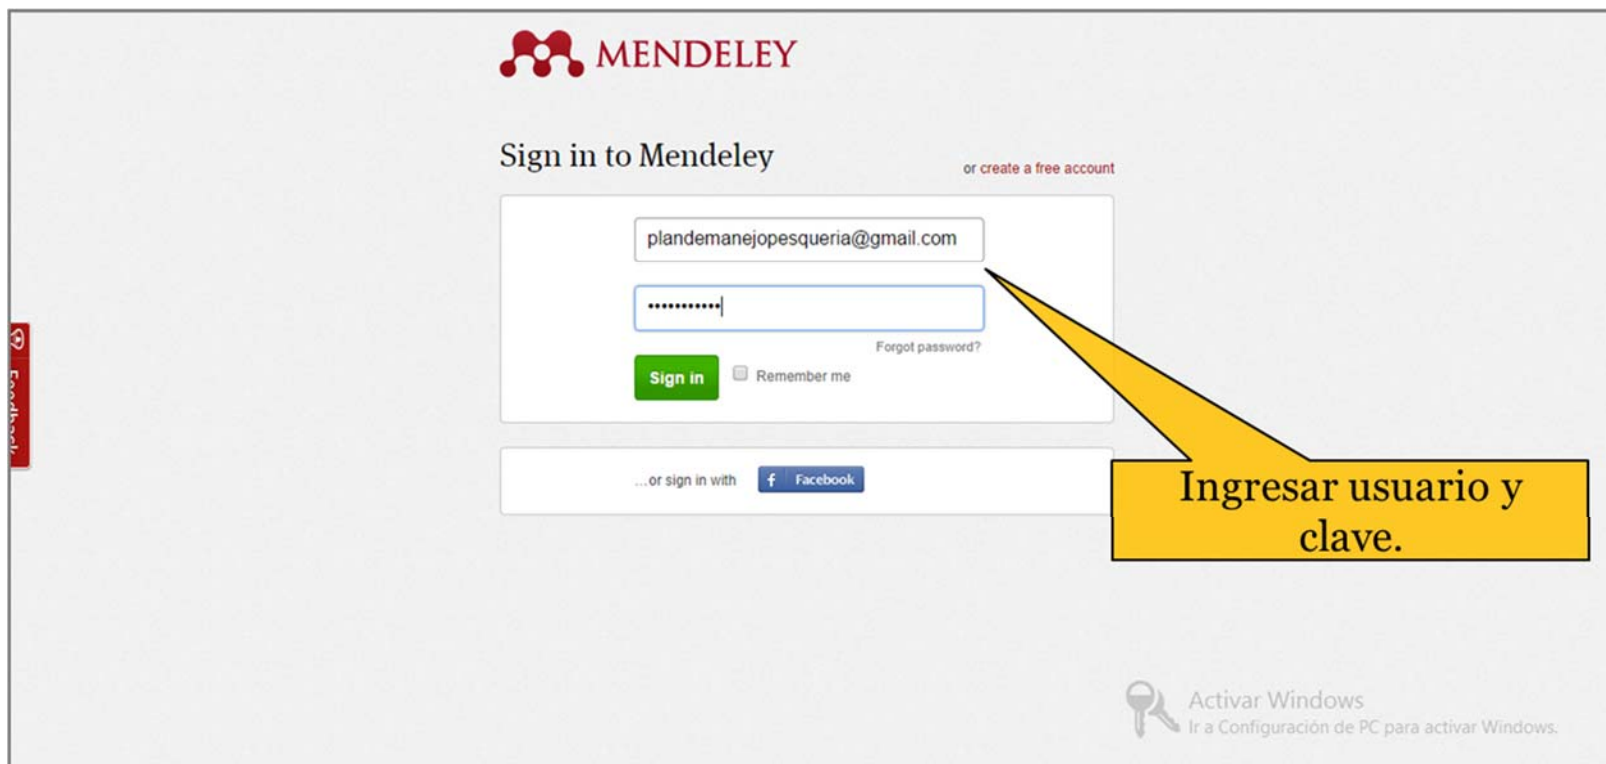 MENDELEY
Sign in to Mendeley
or create a free account
plandemanejopesqueria@gmail.com
•••••••••••
Forgot password?
Sign in
Remember me
Feedback
...or sign in with
f Facebook
Ingresar usuario y
clave.
Activar Windows
Ir a Configuración de PC para activar Windows.